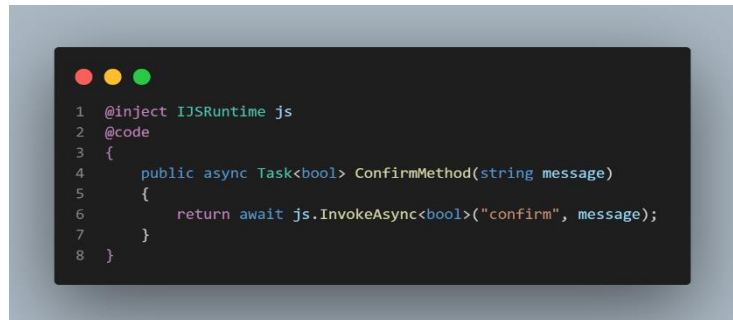 1 @inject IJSRuntime js
2 @code
3 {
4     public async Task<bool> ConfirmMethod(string message)
5     {
6         return await js.InvokeAsync<bool>("confirm", message);
7     }
8 }